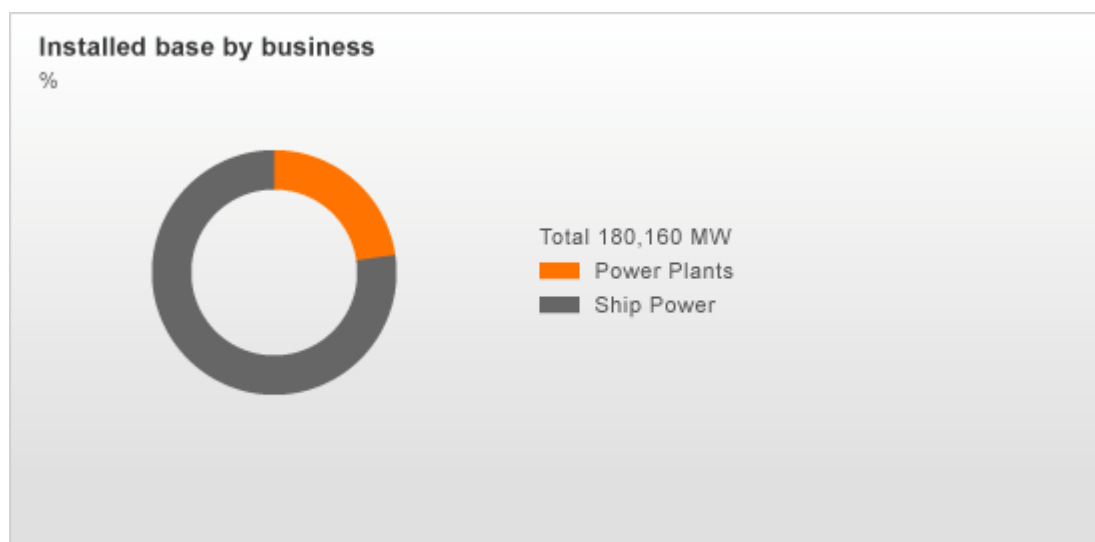 Installed base by business
%
Total 180,160 MW
Power Plants
Ship Power